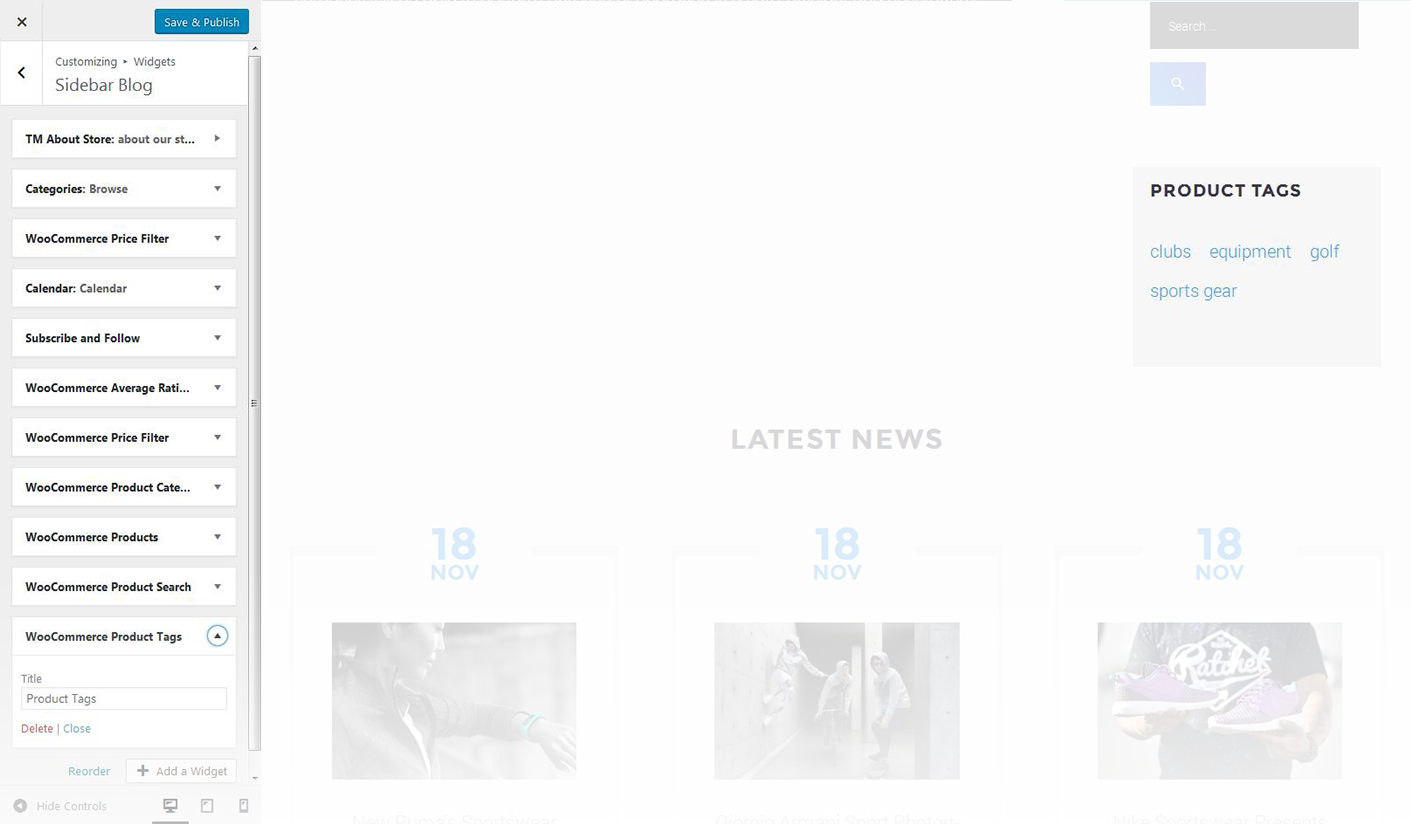 Save & Publish
Customizing ▸ Widgets
Sidebar Blog
TM About Store: about our st...
Categories: Browse
WooCommerce Price Filter
Calendar: Calendar
Subscribe and Follow
WooCommerce Average Rati...
WooCommerce Price Filter
WooCommerce Product Cate...
WooCommerce Products
WooCommerce Product Search
WooCommerce Product Tags
Title
Product Tags
Delete | Close
Reorder
Add a Widget
Hide Controls
Search ...
PRODUCT TAGS
clubs equipment golf
sports gear
LATEST NEWS
18
NOV
18
NOV
18
NOV
Ratchet
New Puma's Sportswear
Giorgio Armani Sport Photo-
Nike Sportswear Presents